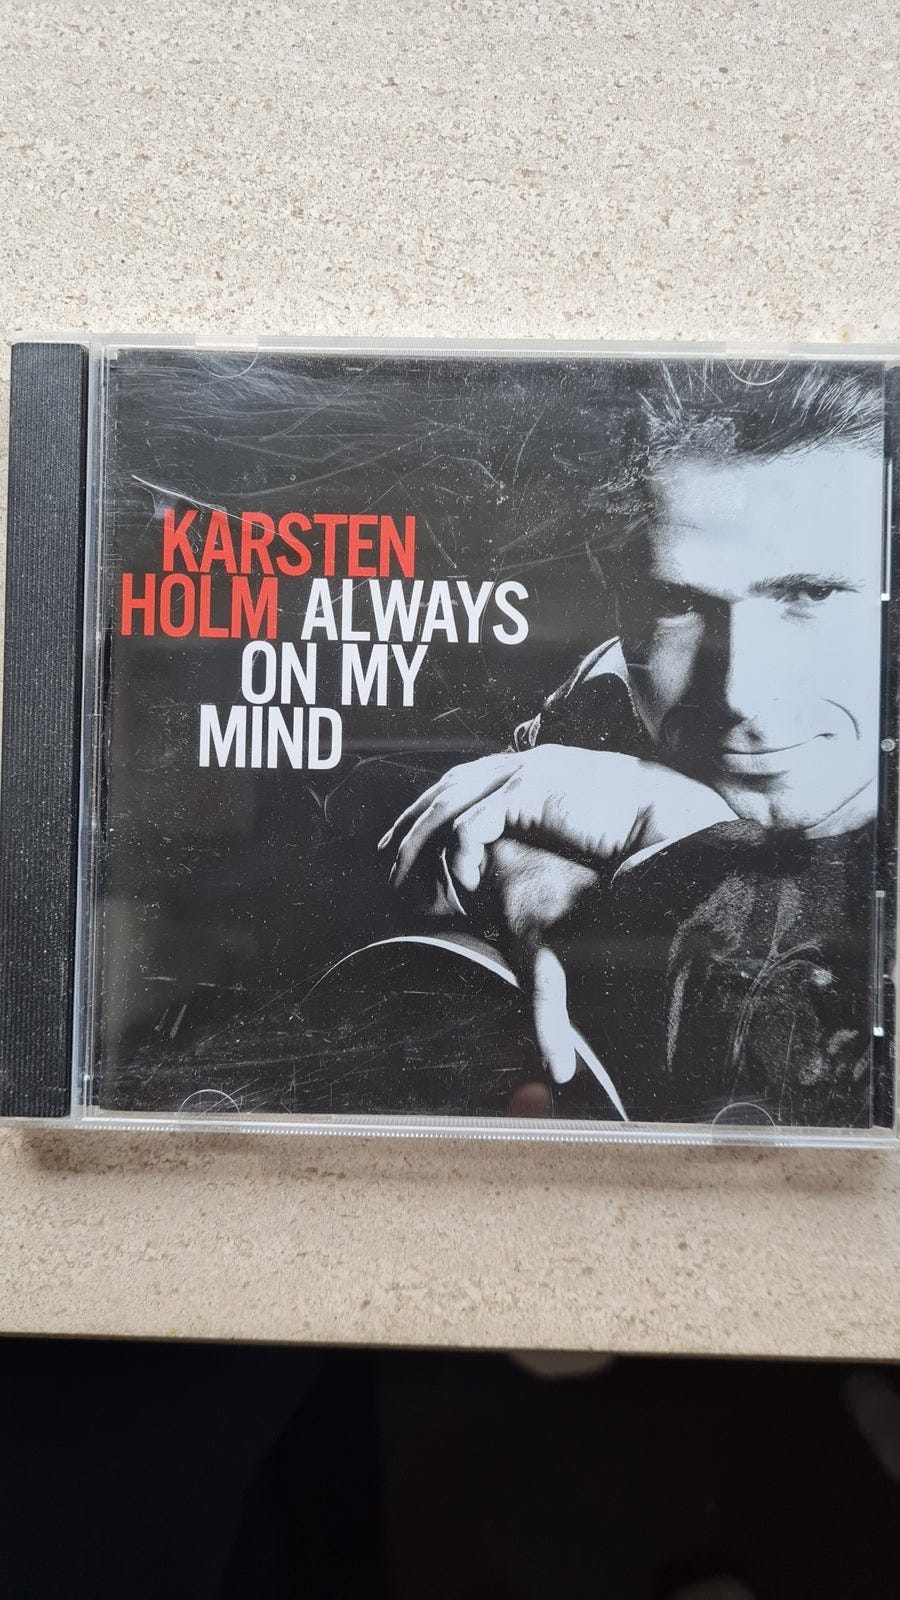 KARSTEN
HOLM ALWAYS
ON MY
MIND